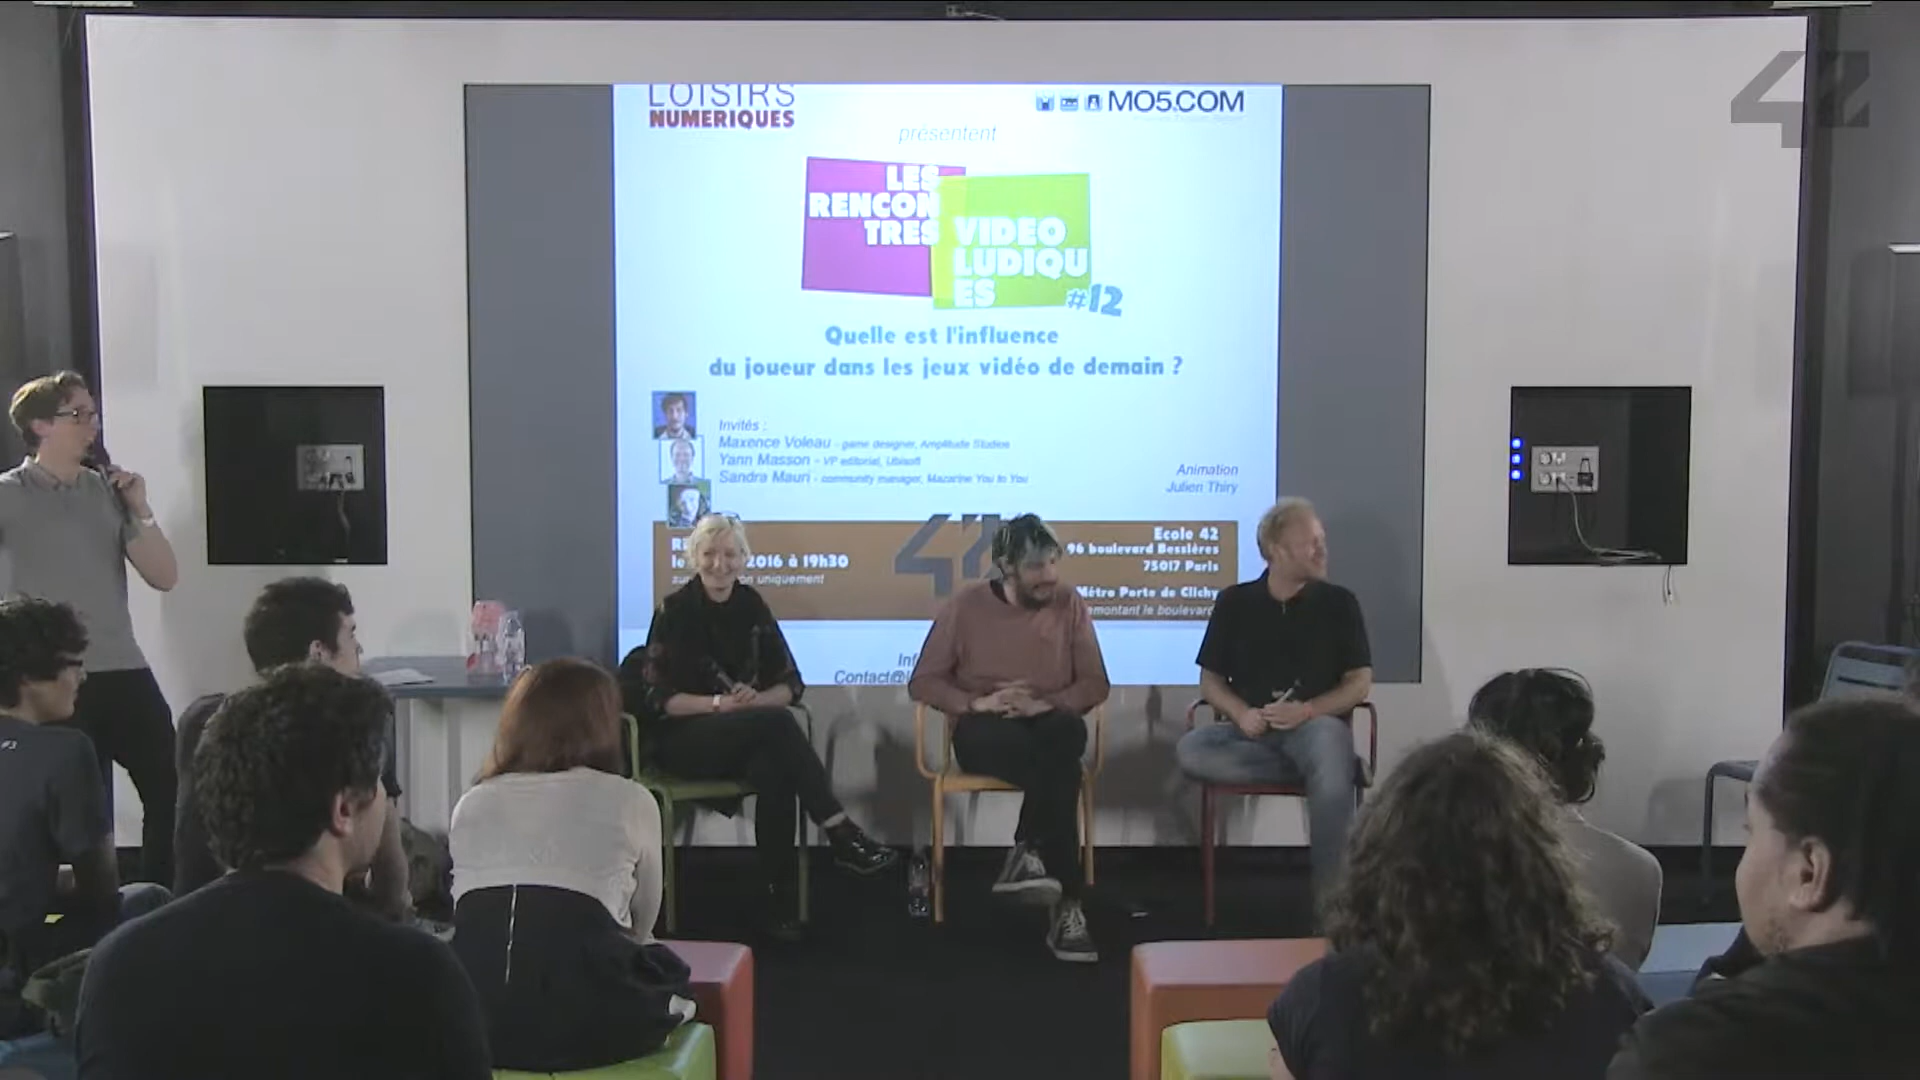 LOISIRS
NUMERIQUES
MO5.COM
présentent
LES
RENCON
TRES
VIDEO
LUDIQU
ES
#12
Quelle est l'influence
du joueur dans les jeux vidéo de demain ?
Invités :
Maxence Voleau - game designer, Amplitude Studios
Yann Masson - VP editorial, Ubisoft
Sandra Mauri - community manager, Mazarine You to You
Animation
Julien Thiry
2016 à 19h30
uniquement
42
Ecole 42
96 boulevard Bessières
75017 Paris
Métro Porte de Clichy
remontant le boulevard
Contact@
42